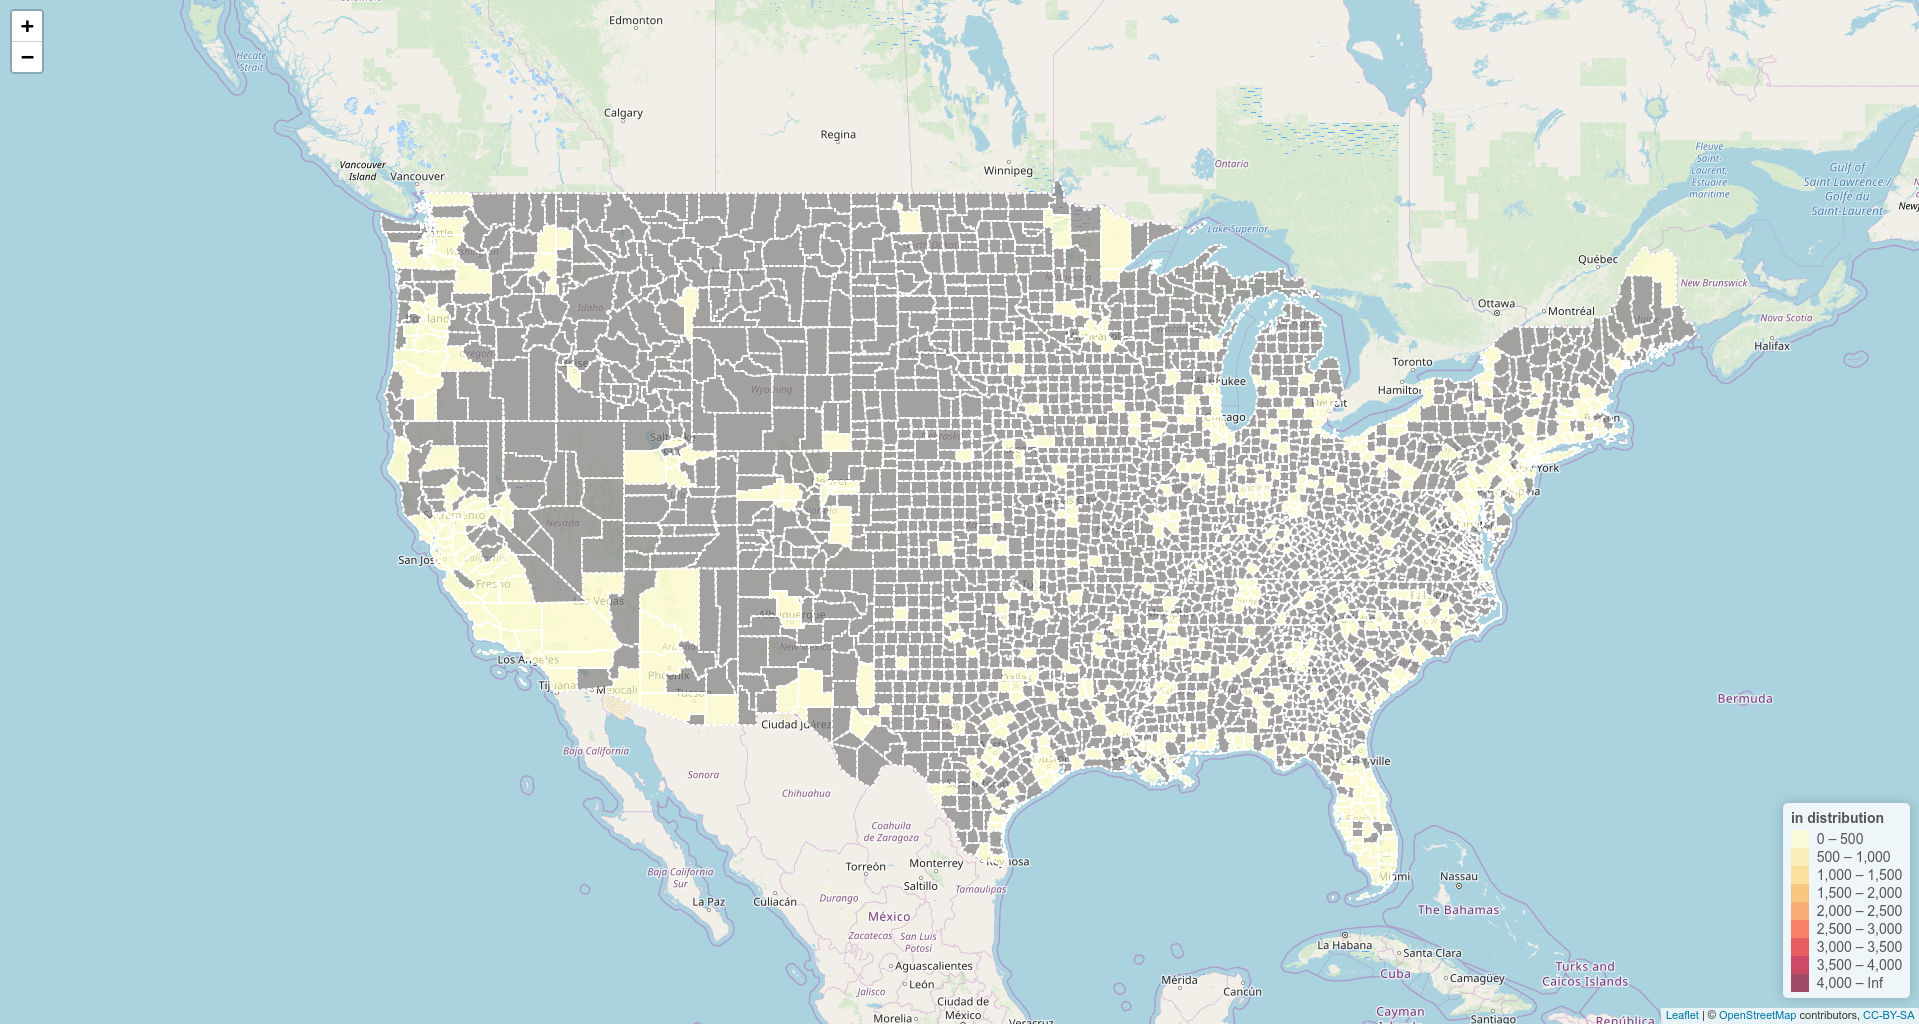 +
−
Edmonton
Hecate
Strait
Calgary
Regina
Winnipeg
Ontario
Vancouver
Island
Vancouver
Fleuve
Saint-
Laurent,
Estuaire
maritime
Gulf of
Saint Lawrence /
Golfe du
Saint-Laurent
Lake Superior
Québec
New Brunswick
Ottawa
Montréal
Nova Scotia
Halifax
Toronto
Hamilton
Idaho
Wyoming
Nevada
Chicago
Detroit
Sacramento
San Jose
Fresno
Las Vegas
Albuquerque
Los Angeles
Phoenix
Tucson
Tijuana
Mexicali
Dallas
Ciudad Juárez
Bermuda
Baja California
Sonora
Chihuahua
Coahuila
de Zaragoza
Torreón
Monterrey
Reynosa
Saltillo
Tamaulipas
Baja California
Sur
La Paz
Culiacán
Durango
México
Zacatecas
San Luis
Potosí
Aguascalientes
León
Jalisco
Ciudad de
México
Morelia
Veracruz
Mérida
Cancún
Miami
Nassau
The Bahamas
La Habana
Santa Clara
Cuba
Camagüey
Turks and
Caicos Islands
Cayman
Santiago
República
in distribution
0 – 500
500 – 1,000
1,000 – 1,500
1,500 – 2,000
2,000 – 2,500
2,500 – 3,000
3,000 – 3,500
3,500 – 4,000
4,000 – Inf
Leaflet | © OpenStreetMap contributors, CC-BY-SA